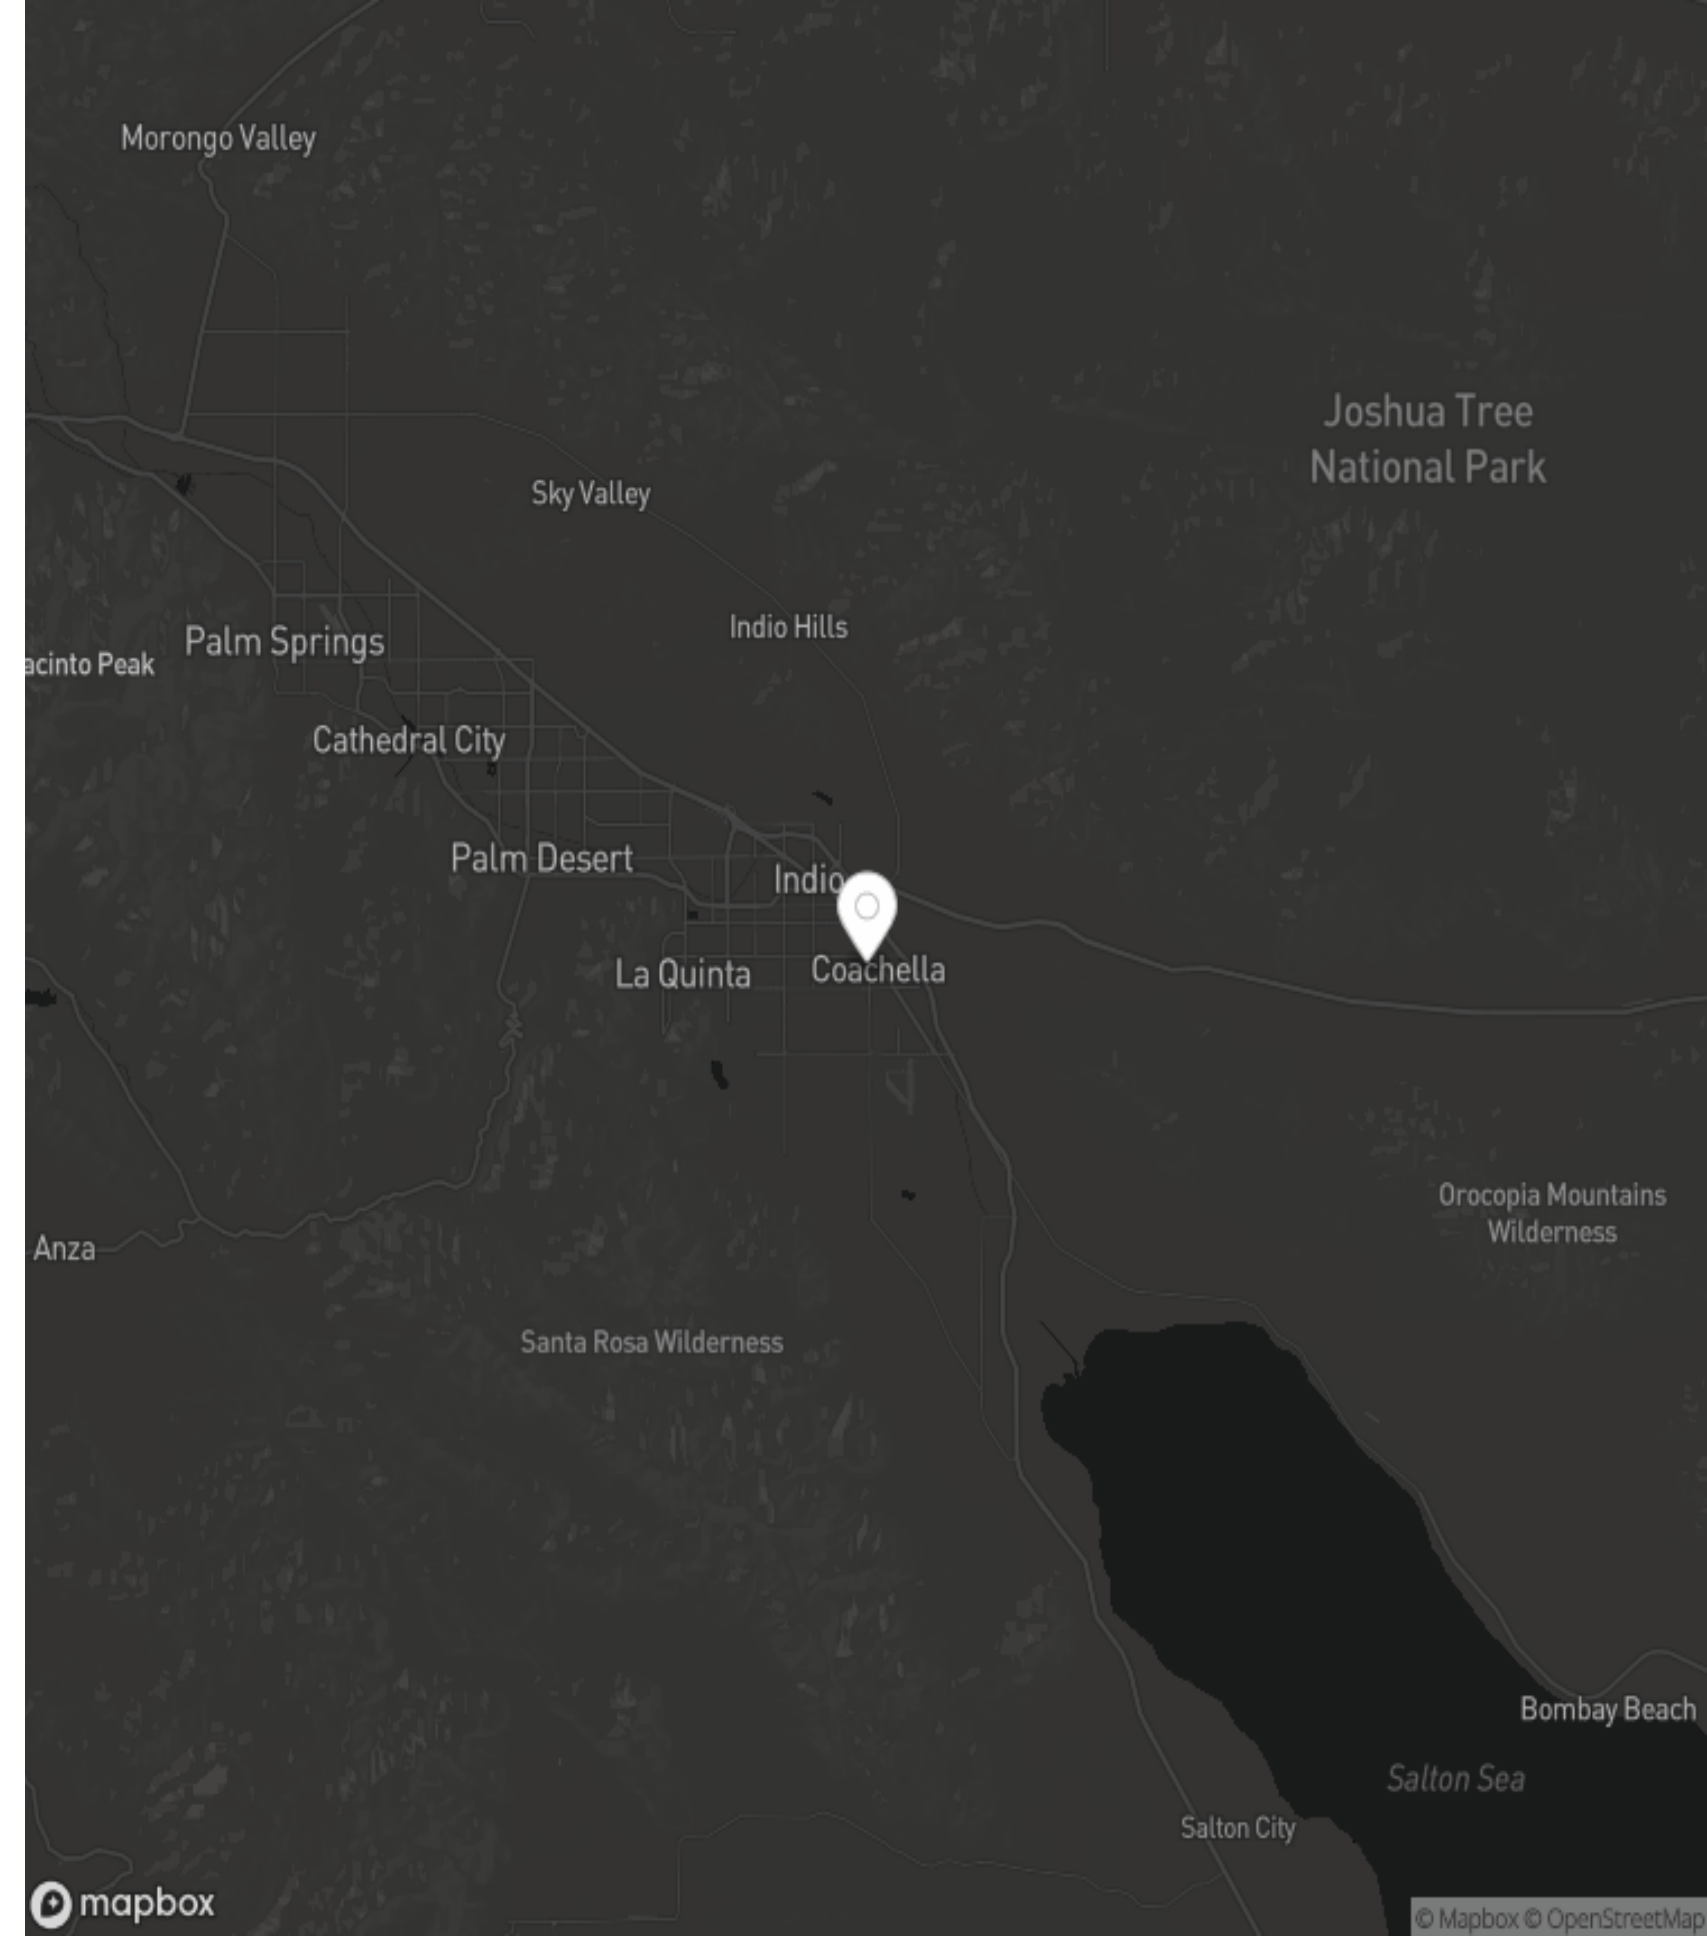 Morongo Valley
Joshua Tree
National Park
Sky Valley
Indio Hills
Palm Springs
acinto Peak
Cathedral City
Palm Desert
Indio
La Quinta
Coachella
Orocopia Mountains
Wilderness
Anza
Santa Rosa Wilderness
Bombay Beach
Salton Sea
Salton City
mapbox
© Mapbox © OpenStreetMap